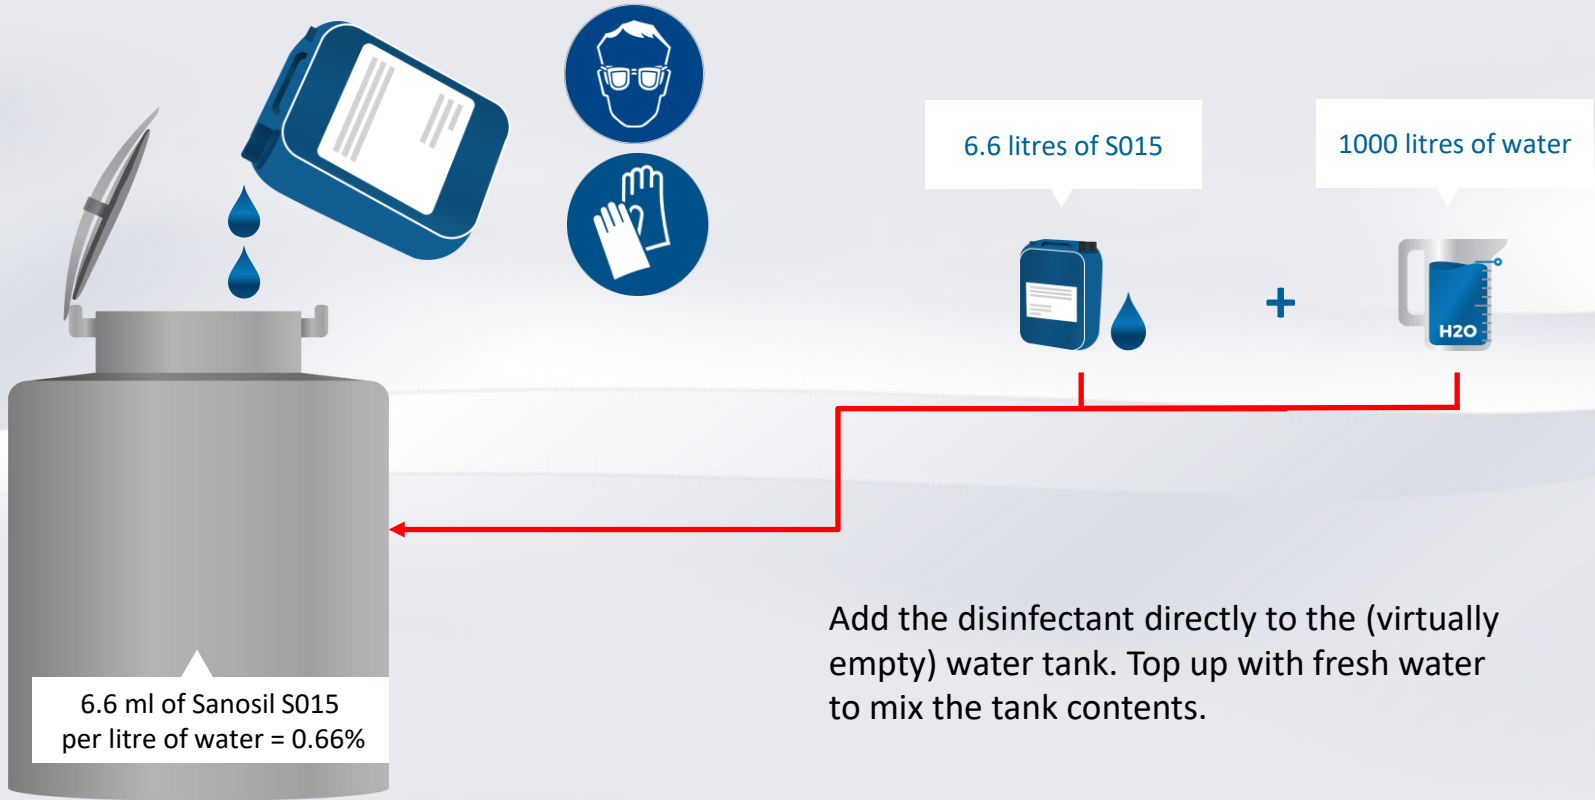 6.6 litres of S015
1000 litres of water
+
H2O
Add the disinfectant directly to the (virtually
empty) water tank. Top up with fresh water
to mix the tank contents.
6.6 ml of Sanosil S015
per litre of water = 0.66%